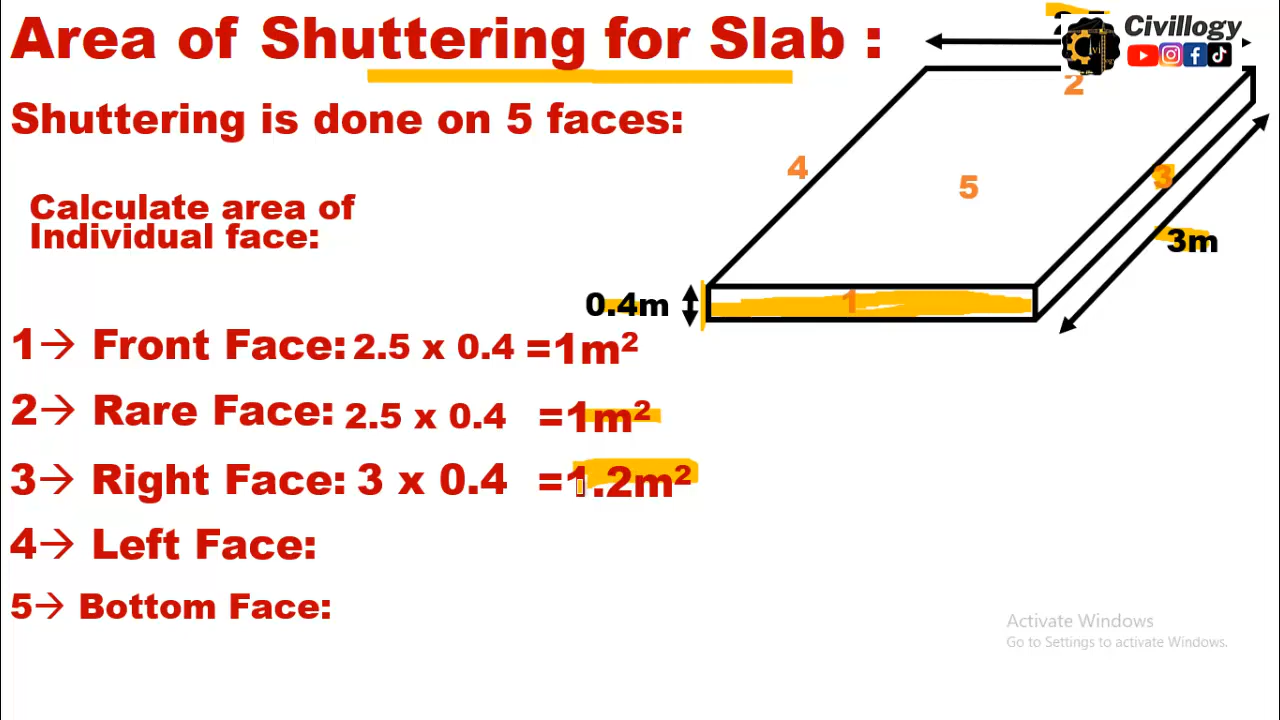 Area of Shuttering for Slab :
Civillogy
Shuttering is done on 5 faces:
2
4
3
5
Calculate area of
Individual face:
3m
0.4m
1
1→ Front Face: 2.5 x 0.4 =1m²
2→ Rare Face: 2.5 x 0.4 =1m²
3→ Right Face: 3 x 0.4 =1.2m²
4→ Left Face:
5→ Bottom Face:
Activate Windows
Go to Settings to activate Windows.